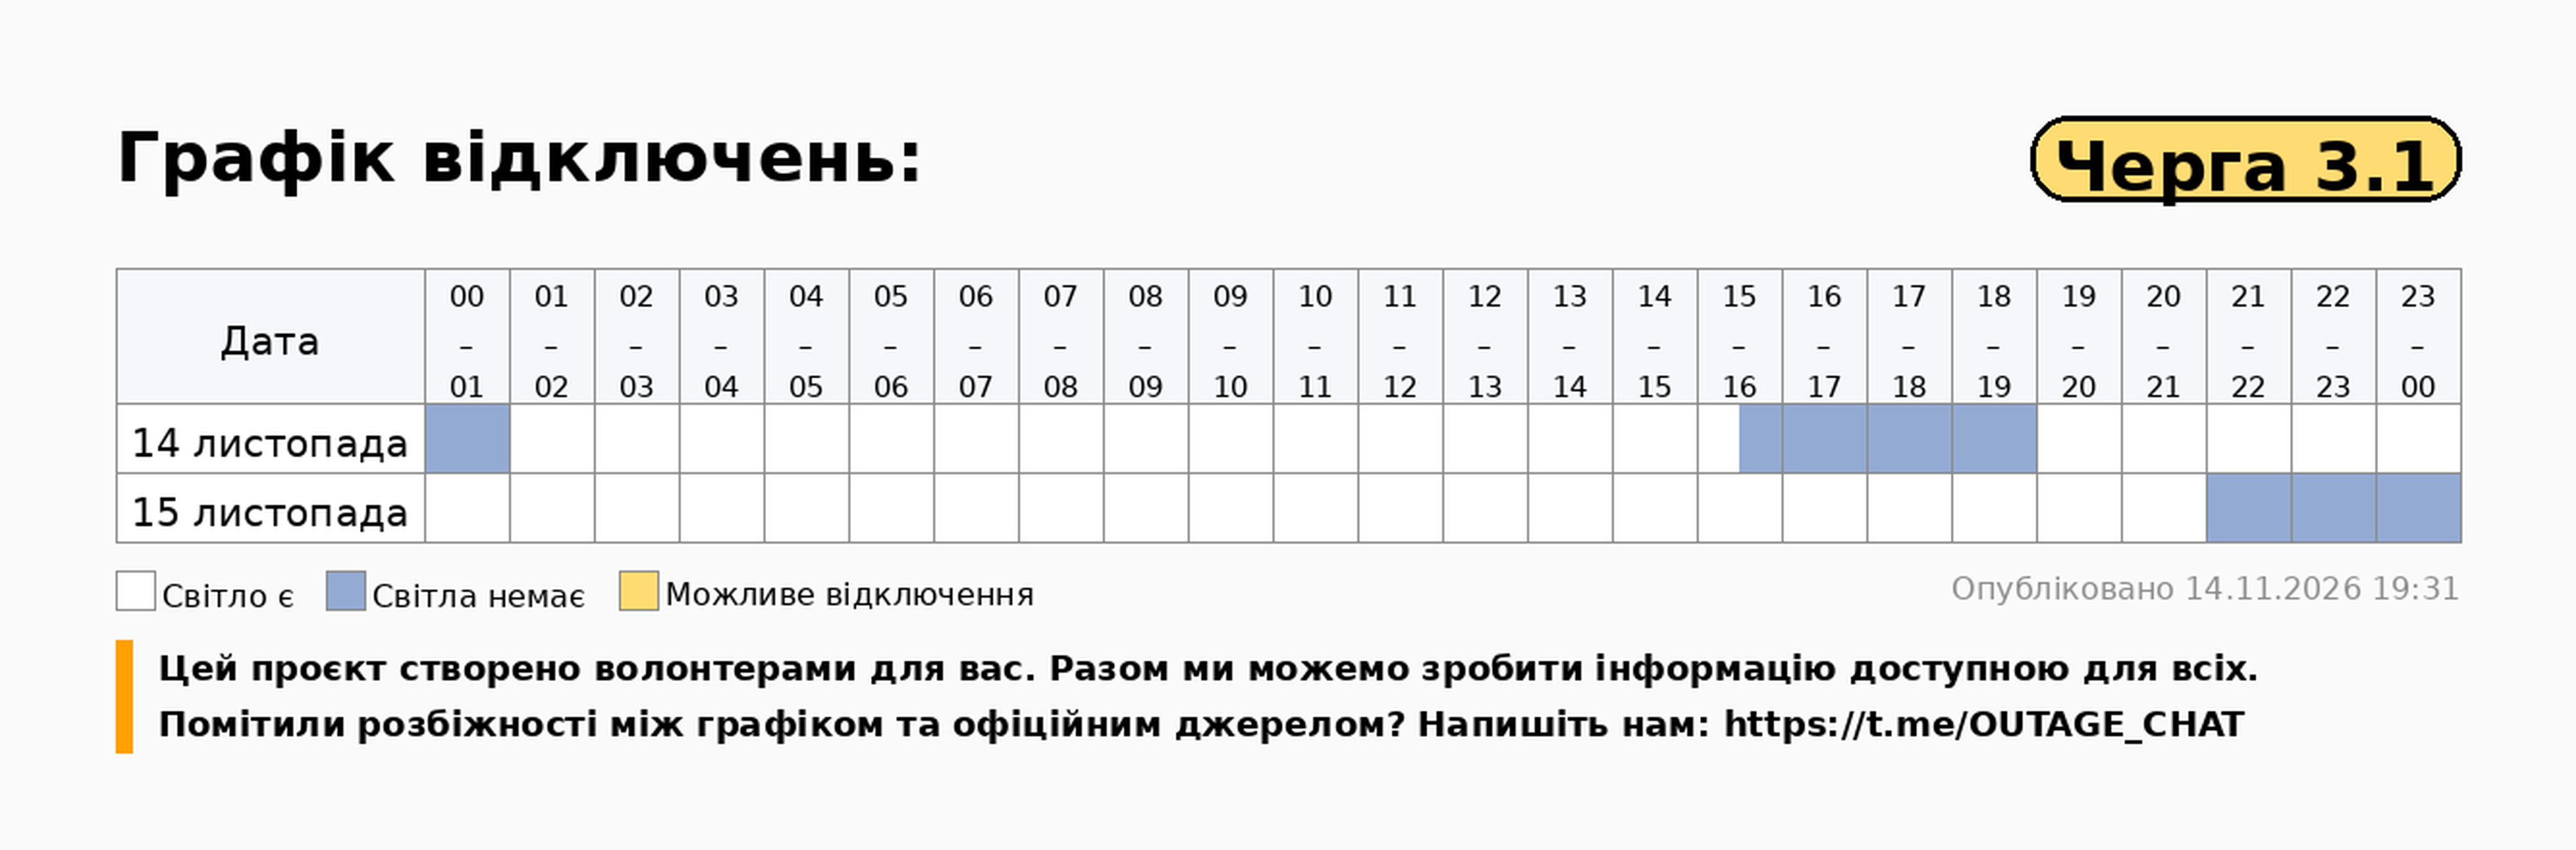 Графік відключень:
Черга 3.1
Дата 00 – 01 01 – 02 02 – 03 03 – 04 04 – 05 05 – 06 06 – 07 07 – 08 08 – 09 09 – 10 10 – 11 11 – 12 12 – 13 13 – 14 14 – 15 15 – 16 16 – 17 17 – 18 18 – 19 19 – 20 20 – 21 21 – 22 22 – 23 23 – 00
14 листопада
15 листопада
Світло є Світла немає Можливе відключення
Опубліковано 14.11.2026 19:31
Цей проєкт створено волонтерами для вас. Разом ми можемо зробити інформацію доступною для всіх.
Помітили розбіжності між графіком та офіційним джерелом? Напишіть нам: https://t.me/OUTAGE_CHAT